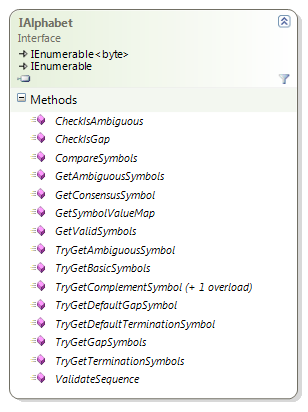 IAlphabet
Interface
IEnumerable<byte>
IEnumerable
Methods
CheckIsAmbiguous
CheckIsGap
CompareSymbols
GetAmbiguousSymbols
GetConsensusSymbol
GetSymbolValueMap
GetValidSymbols
TryGetAmbiguousSymbol
TryGetBasicSymbols
TryGetComplementSymbol (+ 1 overload)
TryGetDefaultGapSymbol
TryGetDefaultTerminationSymbol
TryGetGapSymbols
TryGetTerminationSymbols
ValidateSequence